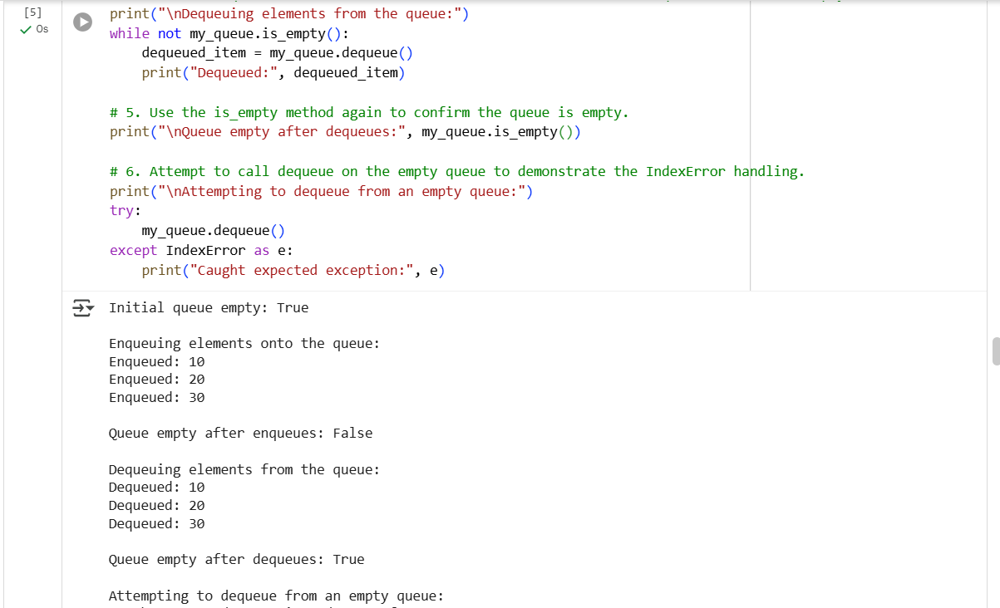 [5]
0s
print("\nDequeuing elements from the queue:")
while not my_queue.is_empty():
    dequeued_item = my_queue.dequeue()
    print("Dequeued:", dequeued_item)

# 5. Use the is_empty method again to confirm the queue is empty.
print("\nQueue empty after dequeues:", my_queue.is_empty())

# 6. Attempt to call dequeue on the empty queue to demonstrate the IndexError handling.
print("\nAttempting to dequeue from an empty queue:")
try:
    my_queue.dequeue()
except IndexError as e:
    print("Caught expected exception:", e)

Initial queue empty: True

Enqueuing elements onto the queue:
Enqueued: 10
Enqueued: 20
Enqueued: 30

Queue empty after enqueues: False

Dequeuing elements from the queue:
Dequeued: 10
Dequeued: 20
Dequeued: 30

Queue empty after dequeues: True

Attempting to dequeue from an empty queue: